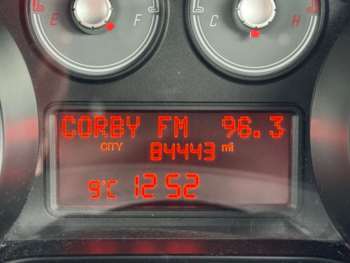 E F C H
CORBY FM 96.3
CITY
84443 mi
9°C 12 52